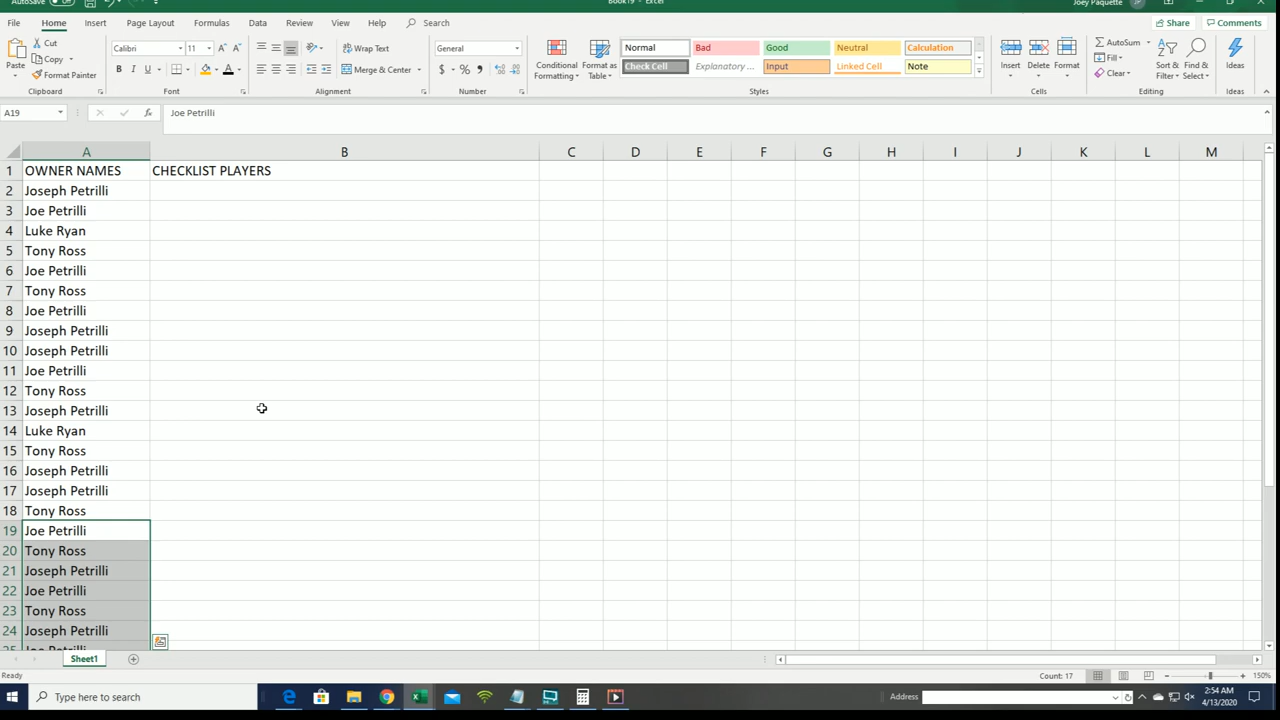 AutoSave Off Book19 - Excel Joey Paquette JP
File Home Insert Page Layout Formulas Data Review View Help Search Share Comments
Paste Cut Copy Format Painter Clipboard
Calibri 11 A A B I U A Font
Wrap Text Merge & Center Alignment
General $ % , Number
Conditional Formatting Format as Table
Normal Bad Good Neutral Calculation
Check Cell Explanatory ... Input Linked Cell Note
Styles
Insert Delete Format Cells
AutoSum Fill Clear Sort & Filter Find & Select Editing
Ideas Ideas
A19 fx Joe Petrilli
A B C D E F G H I J K L M
1 OWNER NAMES CHECKLIST PLAYERS
2 Joseph Petrilli
3 Joe Petrilli
4 Luke Ryan
5 Tony Ross
6 Joe Petrilli
7 Tony Ross
8 Joe Petrilli
9 Joseph Petrilli
10 Joseph Petrilli
11 Joe Petrilli
12 Tony Ross
13 Joseph Petrilli
14 Luke Ryan
15 Tony Ross
16 Joseph Petrilli
17 Joseph Petrilli
18 Tony Ross
19 Joe Petrilli
20 Tony Ross
21 Joseph Petrilli
22 Joe Petrilli
23 Tony Ross
24 Joseph Petrilli
25 Joe Petrilli
Sheet1
Ready Count: 17 150%
Type here to search Address 2:54 AM
4/13/2020